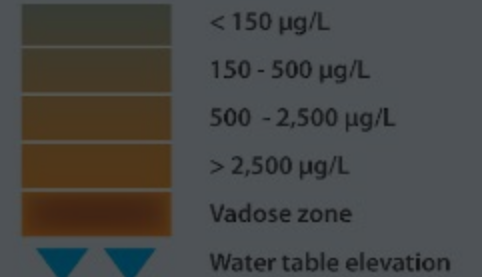 < 150 µg/L
150 - 500 µg/L
500  - 2,500 µg/L
> 2,500 µg/L
Vadose zone
Water table elevation